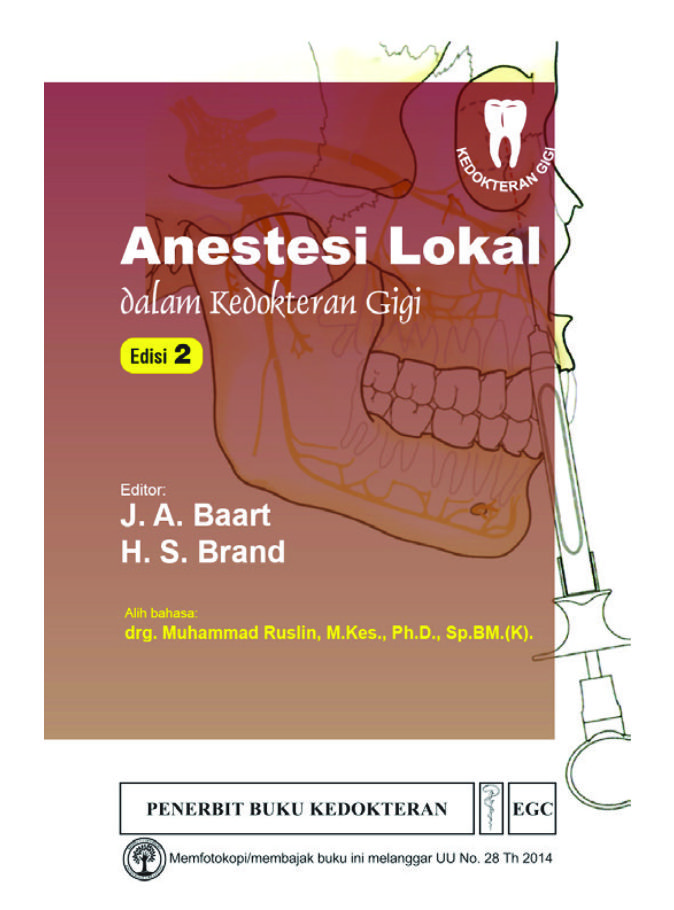 KEDOKTERAN GIGI
Anestesi Lokal
dalam Kedokteran Gigi
Edisi 2
Editor:
J. A. Baart
H. S. Brand
Alih bahasa:
drg. Muhammad Ruslin, M.Kes., Ph.D., Sp.BM.(K).
PENERBIT BUKU KEDOKTERAN EGC
Memfotokopi/membajak buku ini melanggar UU No. 28 Th 2014